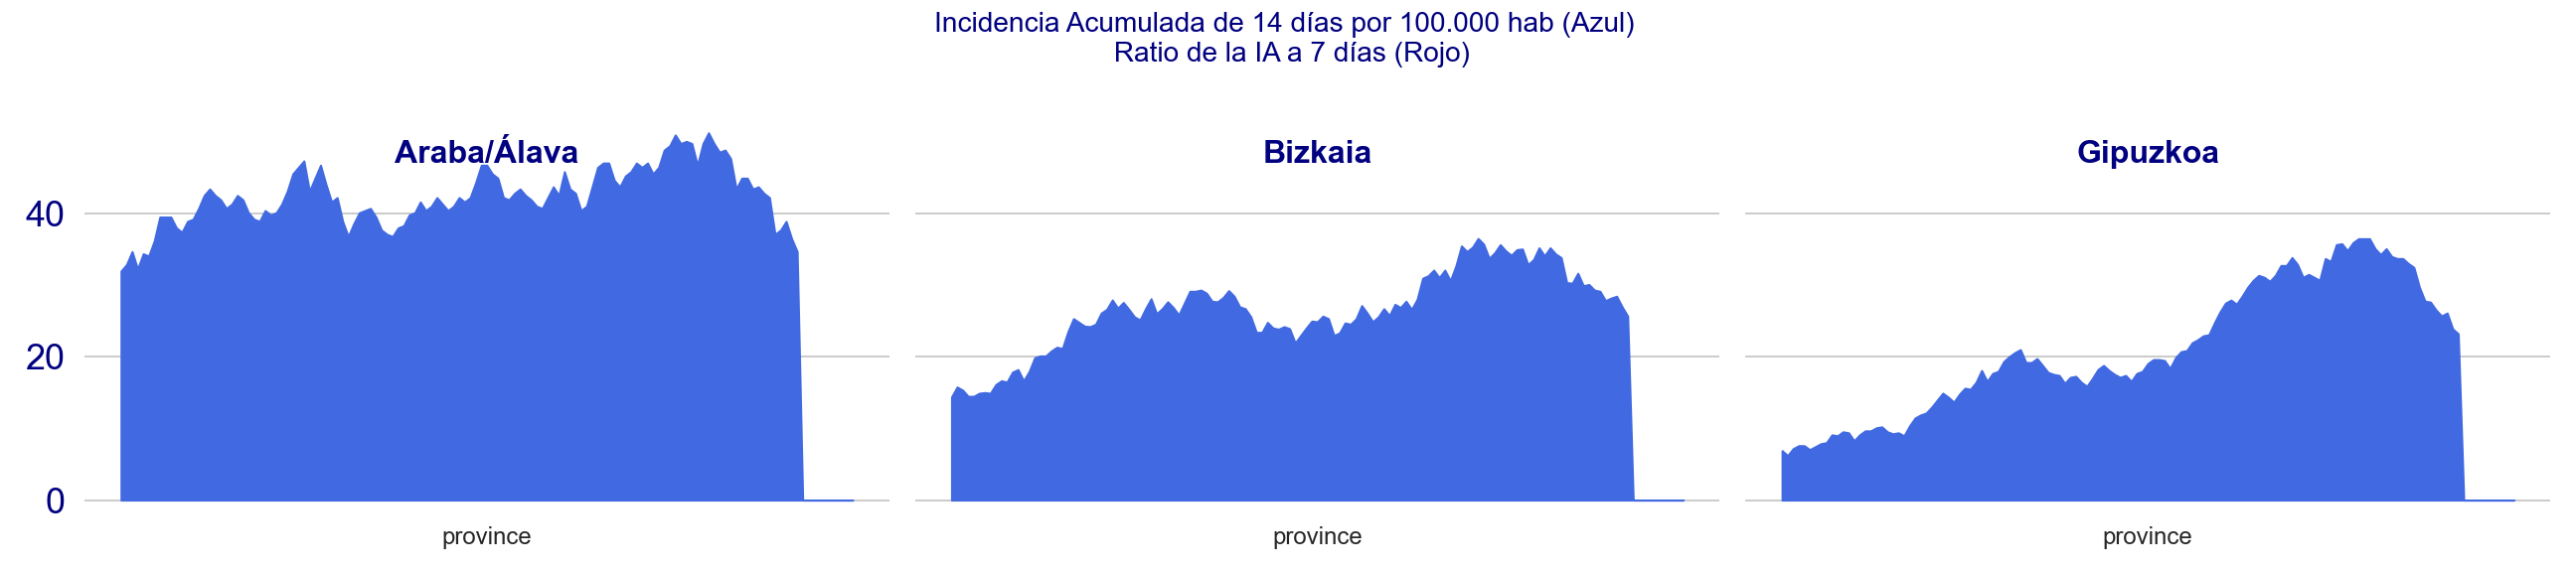 Incidencia Acumulada de 14 días por 100.000 hab (Azul)
Ratio de la IA a 7 días (Rojo)
Araba/Álava
Bizkaia
Gipuzkoa
40
20
0
province
province
province